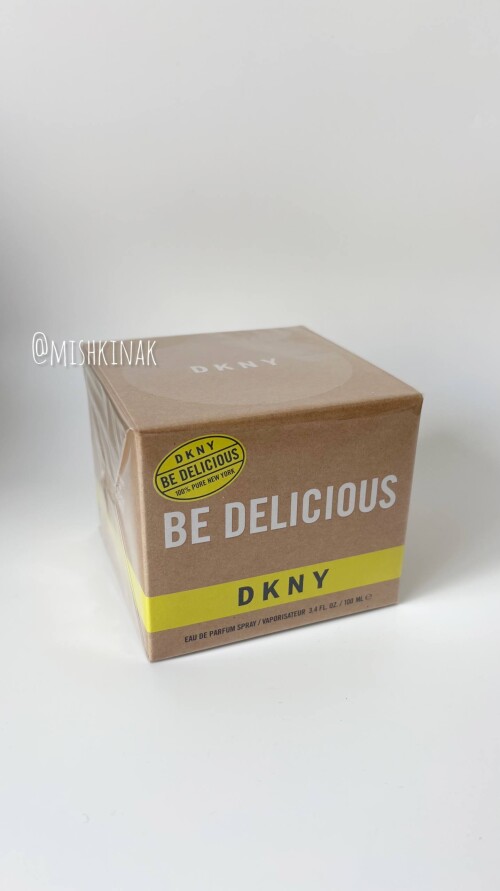 @MISHKINAK
DKNY
DKNY
BE DELICIOUS
100% PURE NEW YORK
BE DELICIOUS
DKNY
EAU DE PARFUM SPRAY / VAPORISATEUR 3.4 FL. OZ. / 100 ML ℮